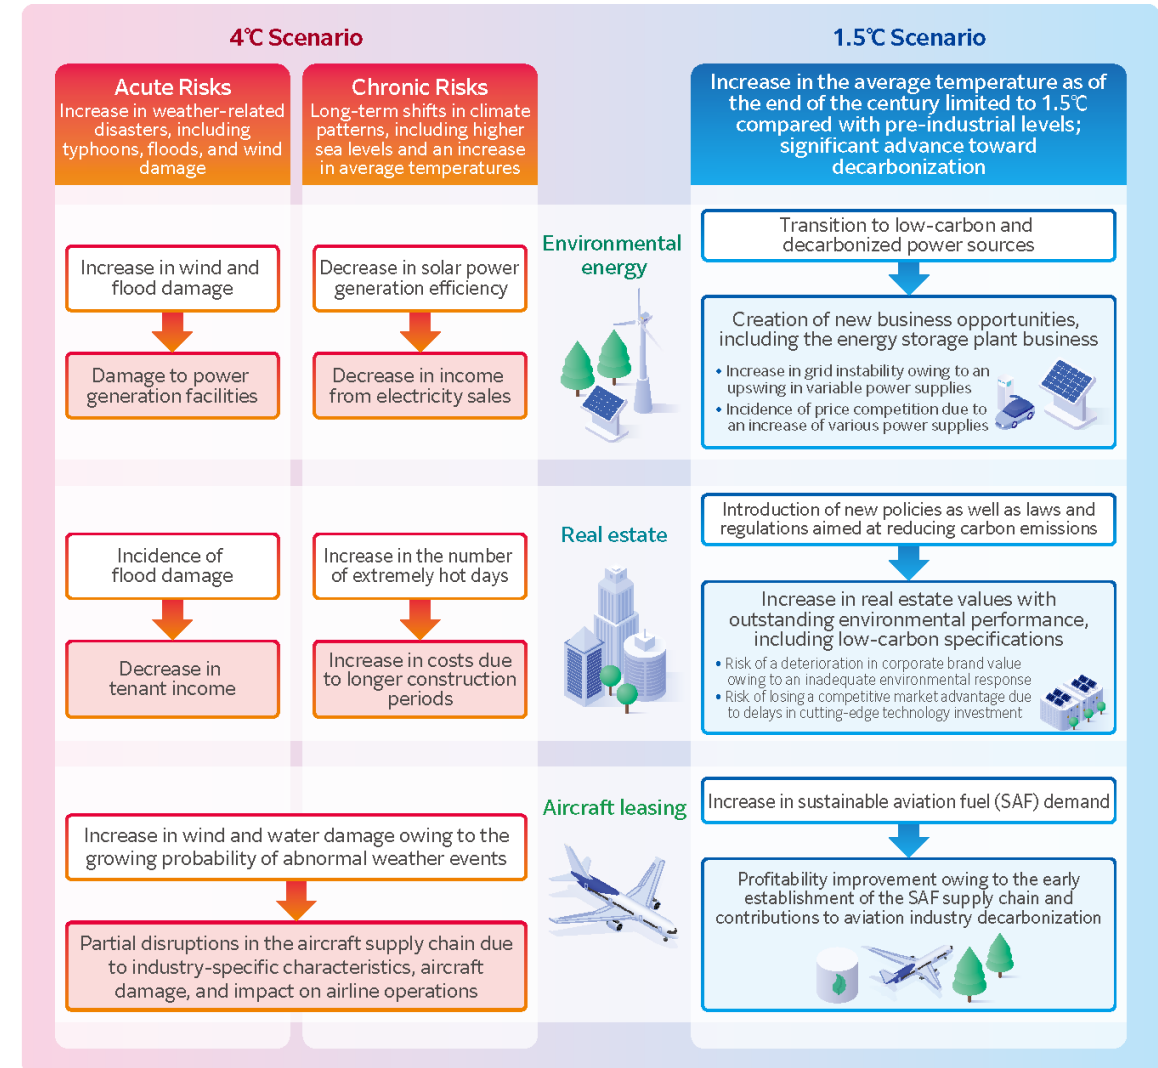 4℃ Scenario
1.5℃ Scenario
Acute Risks
Increase in weather-related
disasters, including
typhoons, floods, and wind
damage
Chronic Risks
Long-term shifts in climate
patterns, including higher
sea levels and an increase
in average temperatures
Increase in the average temperature as of
the end of the century limited to 1.5℃
compared with pre-industrial levels;
significant advance toward
decarbonization
Environmental
energy
Increase in wind and
flood damage
Damage to power
generation facilities
Decrease in solar power
generation efficiency
Decrease in income
from electricity sales
Transition to low-carbon and
decarbonized power sources
Creation of new business opportunities,
including the energy storage plant business
• Increase in grid instability owing to an
upswing in variable power supplies
• Incidence of price competition due to
an increase of various power supplies
Real estate
Incidence of
flood damage
Decrease in
tenant income
Increase in the number
of extremely hot days
Increase in costs due
to longer construction
periods
Introduction of new policies as well as laws and
regulations aimed at reducing carbon emissions
Increase in real estate values with
outstanding environmental performance,
including low-carbon specifications
• Risk of a deterioration in corporate brand value
owing to an inadequate environmental response
• Risk of losing a competitive market advantage due
to delays in cutting-edge technology investment
Aircraft leasing
Increase in wind and water damage owing to the
growing probability of abnormal weather events
Partial disruptions in the aircraft supply chain due
to industry-specific characteristics, aircraft
damage, and impact on airline operations
Increase in sustainable aviation fuel (SAF) demand
Profitability improvement owing to the early
establishment of the SAF supply chain and
contributions to aviation industry decarbonization